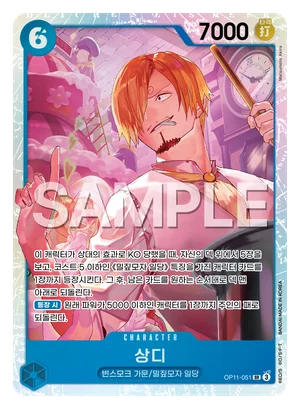 6
7000
타격
打
SAMPLE
이 캐릭터가 상대의 효과로 KO 당했을 때, 자신의 덱 위에서 5장을
보고, 코스트 5 이하인 《밀짚모자 일당》 특징을 가진 캐릭터 카드를
1장까지 등장시킨다. 그 후, 남은 카드를 원하는 순서대로 덱 맨
아래로 되돌린다.
등장 시 원래 파워가 5000 이하인 캐릭터를 1장까지 주인의 패로
되돌린다.
CHARACTER
상디
빈스모크 가문/밀짚모자 일당
OP11-051 SR 3